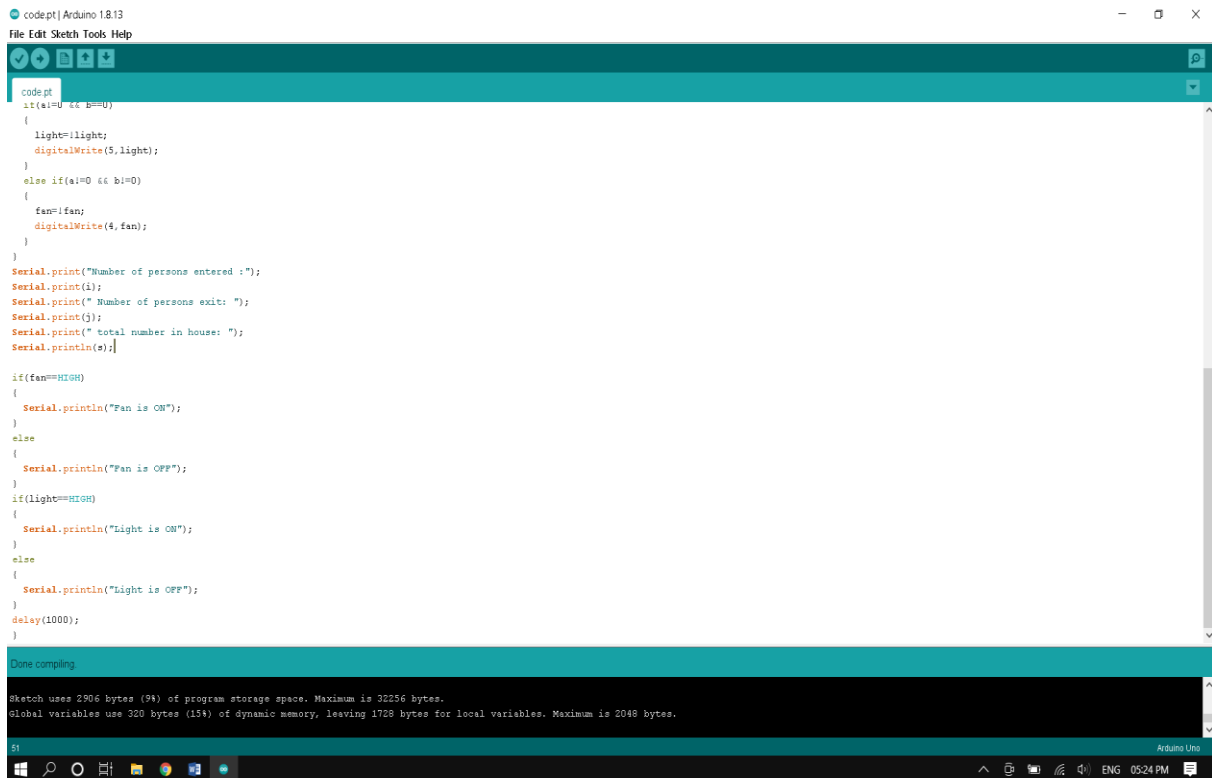 code.pt | Arduino 1.8.13
File Edit Sketch Tools Help
code.pt
if(a!=0 && b==0)
{
light=!light;
digitalWrite(5,light);
}
else if(a!=0 && b!=0)
{
fan=!fan;
digitalWrite(4,fan);
}
}
Serial.print("Number of persons entered :");
Serial.print(i);
Serial.print(" Number of persons exit: ");
Serial.print(j);
Serial.print(" total number in house: ");
Serial.println(s);
if(fan==HIGH)
{
Serial.println("Fan is ON");
}
else
{
Serial.println("Fan is OFF");
}
if(light==HIGH)
{
Serial.println("Light is ON");
}
else
{
Serial.println("Light is OFF");
}
delay(1000);
}
Done compiling.
Sketch uses 2906 bytes (9%) of program storage space. Maximum is 32256 bytes.
Global variables use 320 bytes (15%) of dynamic memory, leaving 1728 bytes for local variables. Maximum is 2048 bytes.
51
Arduino Uno
ENG 05:24 PM